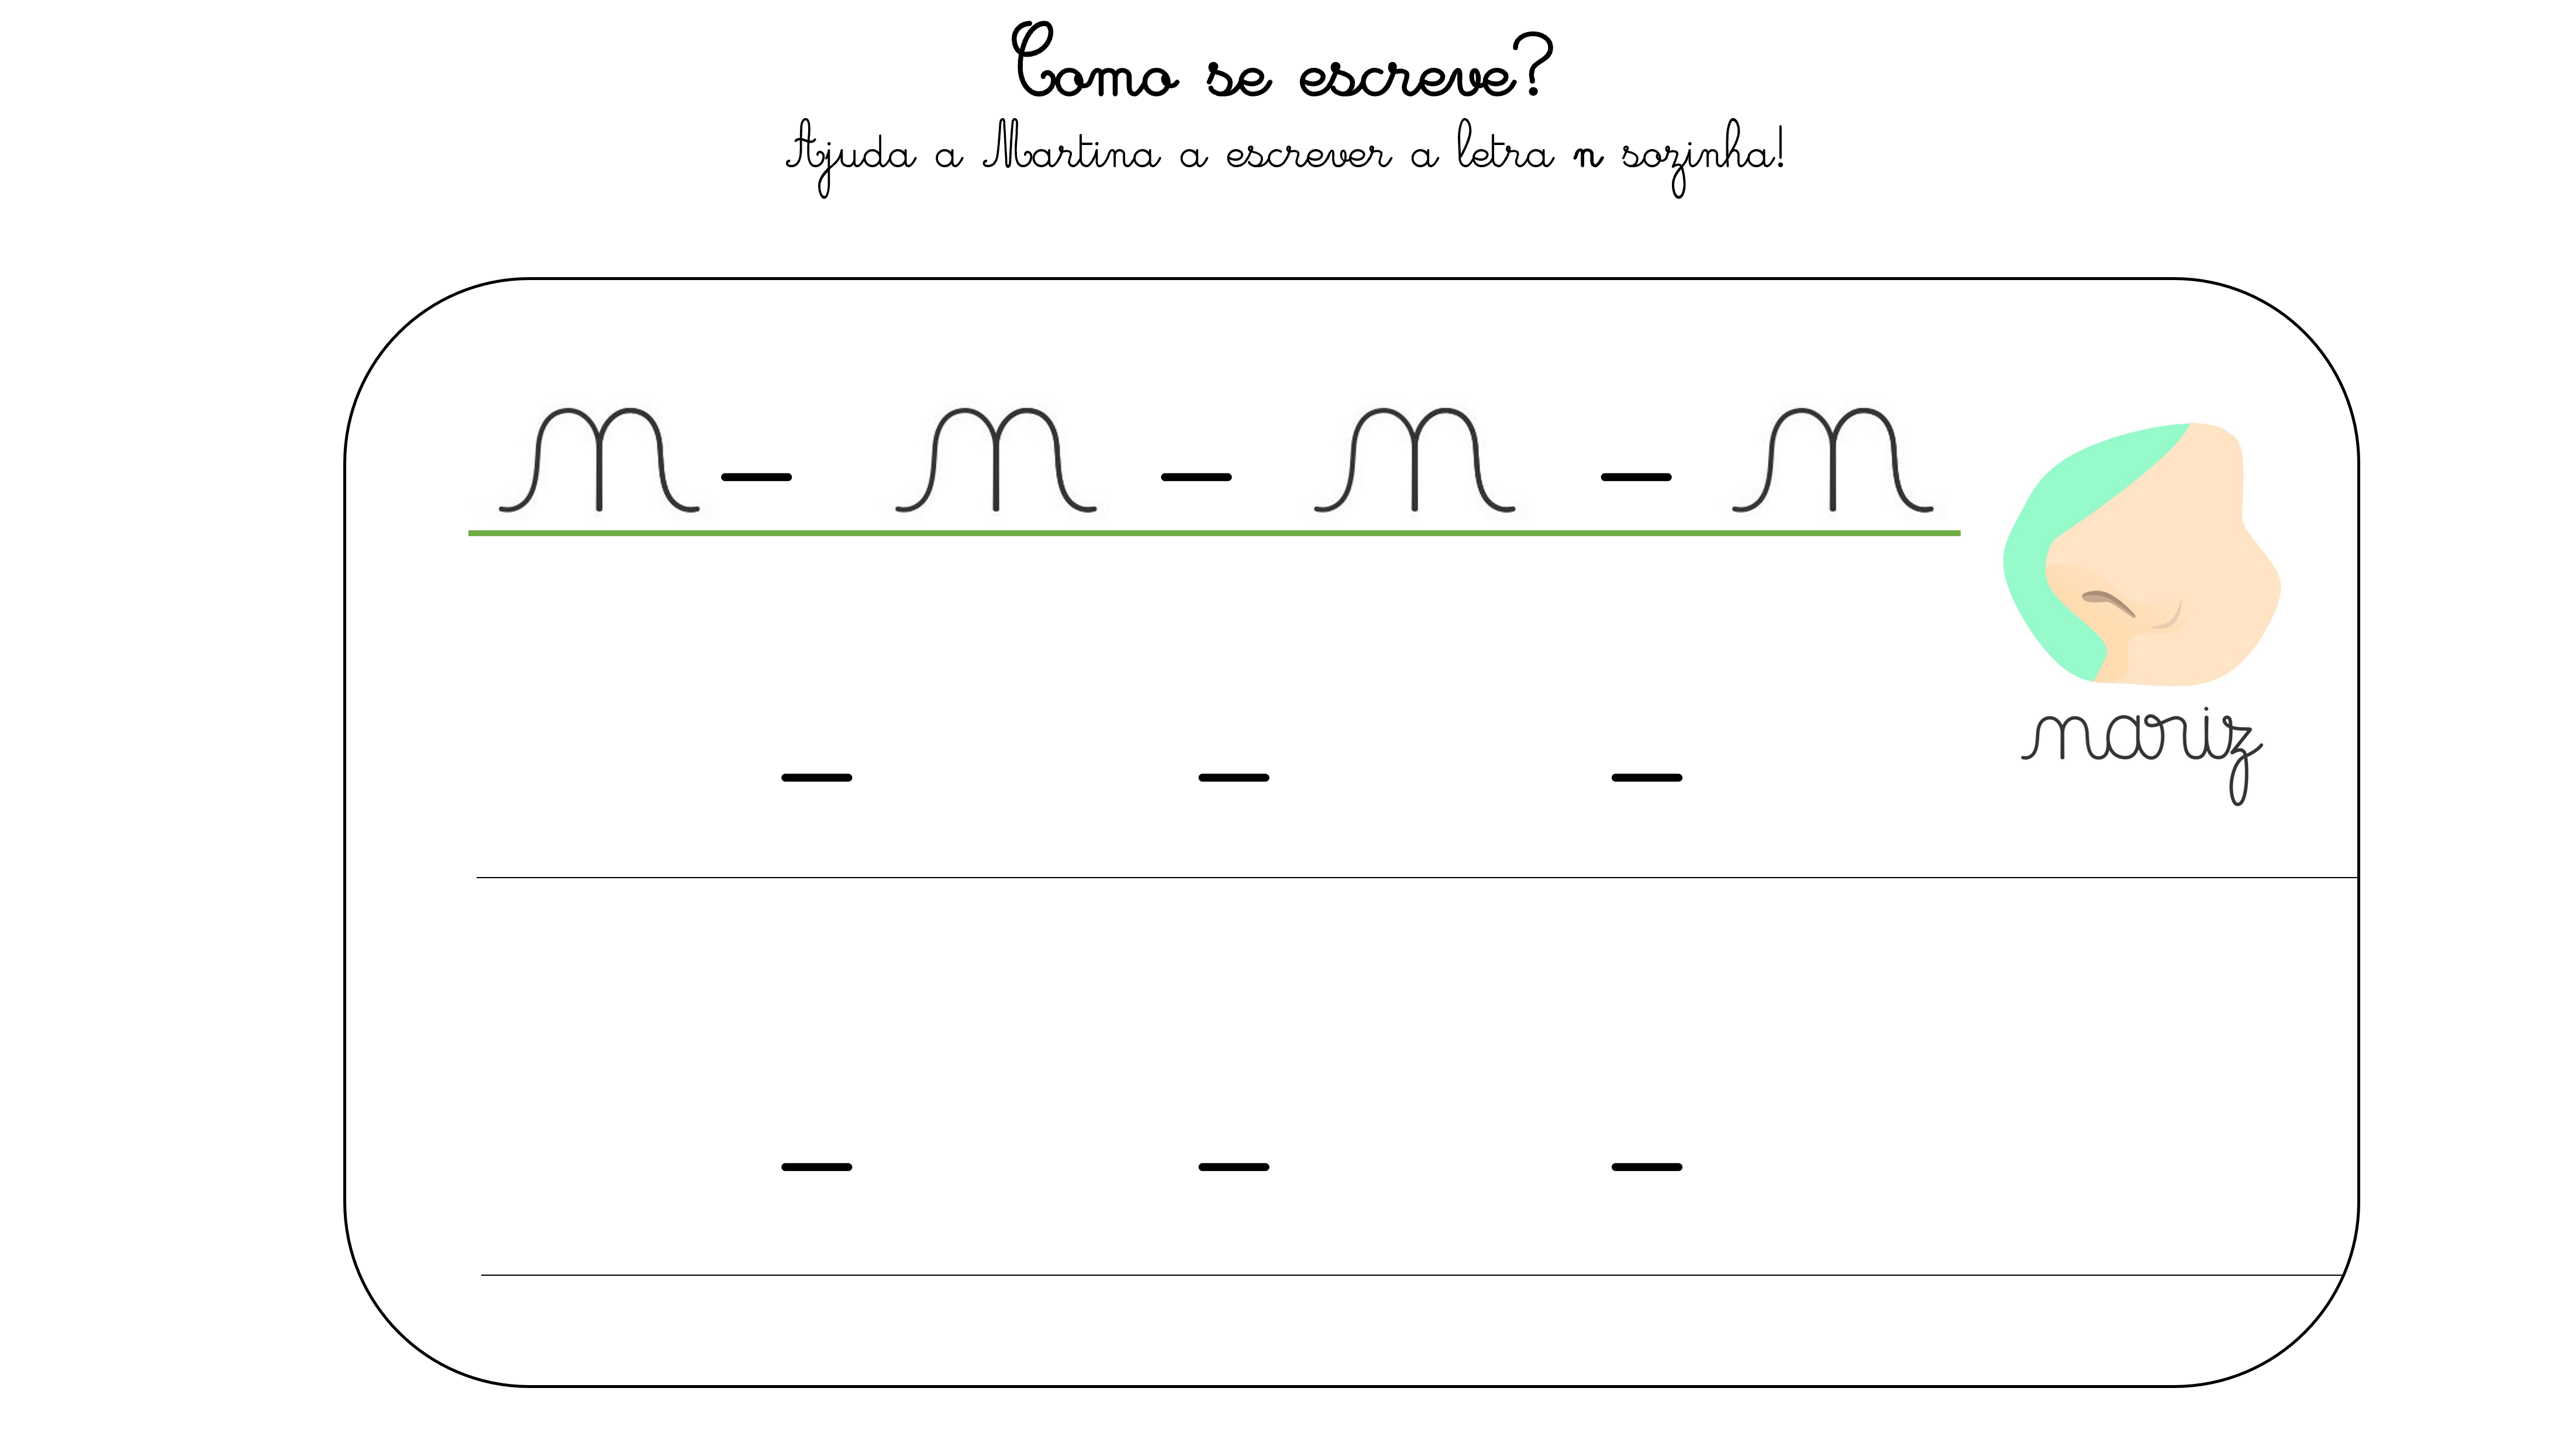 Como se escreve?
Ajuda a Martina a escrever a letra n sozinha!
n - n - n - n
nariz
- - -
- - -